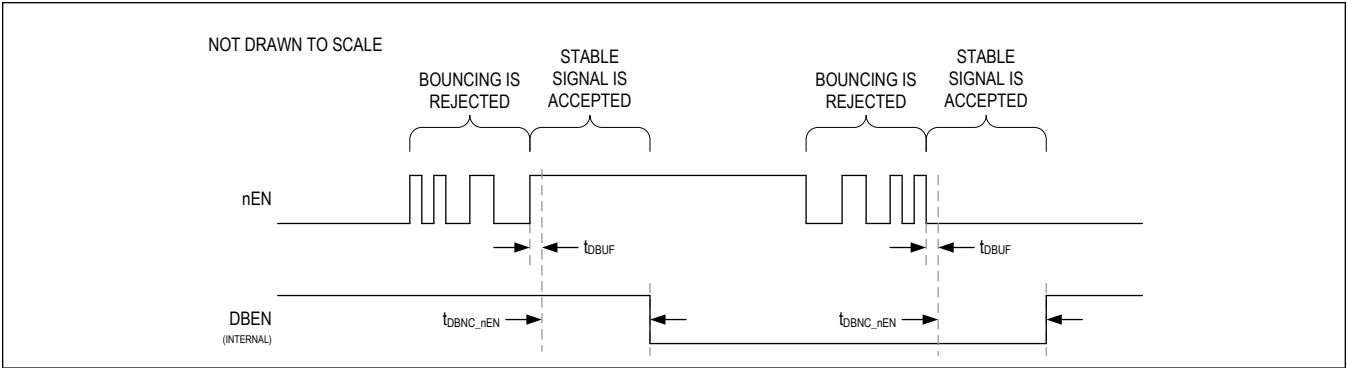 NOT DRAWN TO SCALE
BOUNCING IS
REJECTED
STABLE
SIGNAL IS
ACCEPTED
BOUNCING IS
REJECTED
STABLE
SIGNAL IS
ACCEPTED
nEN
tDBUF
tDBUF
DBEN
(INTERNAL)
tDBNC_nEN
tDBNC_nEN